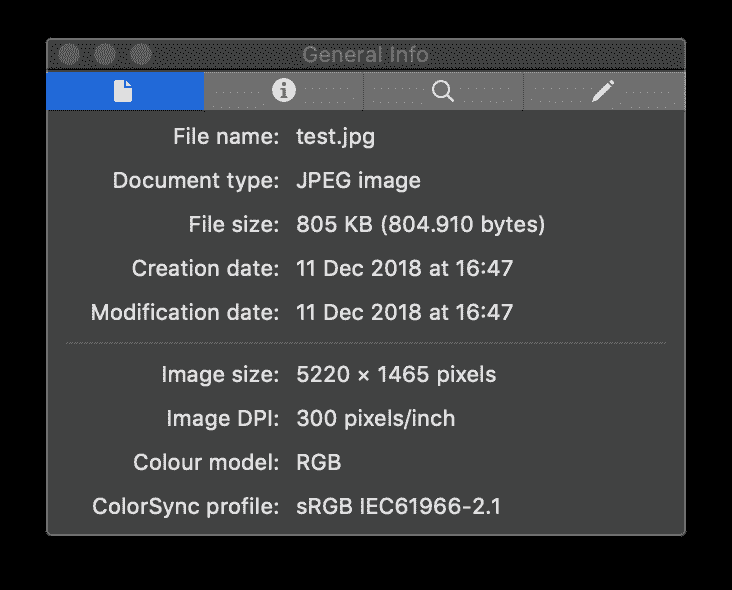 General Info
File name: test.jpg
Document type: JPEG image
File size: 805 KB (804.910 bytes)
Creation date: 11 Dec 2018 at 16:47
Modification date: 11 Dec 2018 at 16:47
Image size: 5220 × 1465 pixels
Image DPI: 300 pixels/inch
Colour model: RGB
ColorSync profile: sRGB IEC61966-2.1